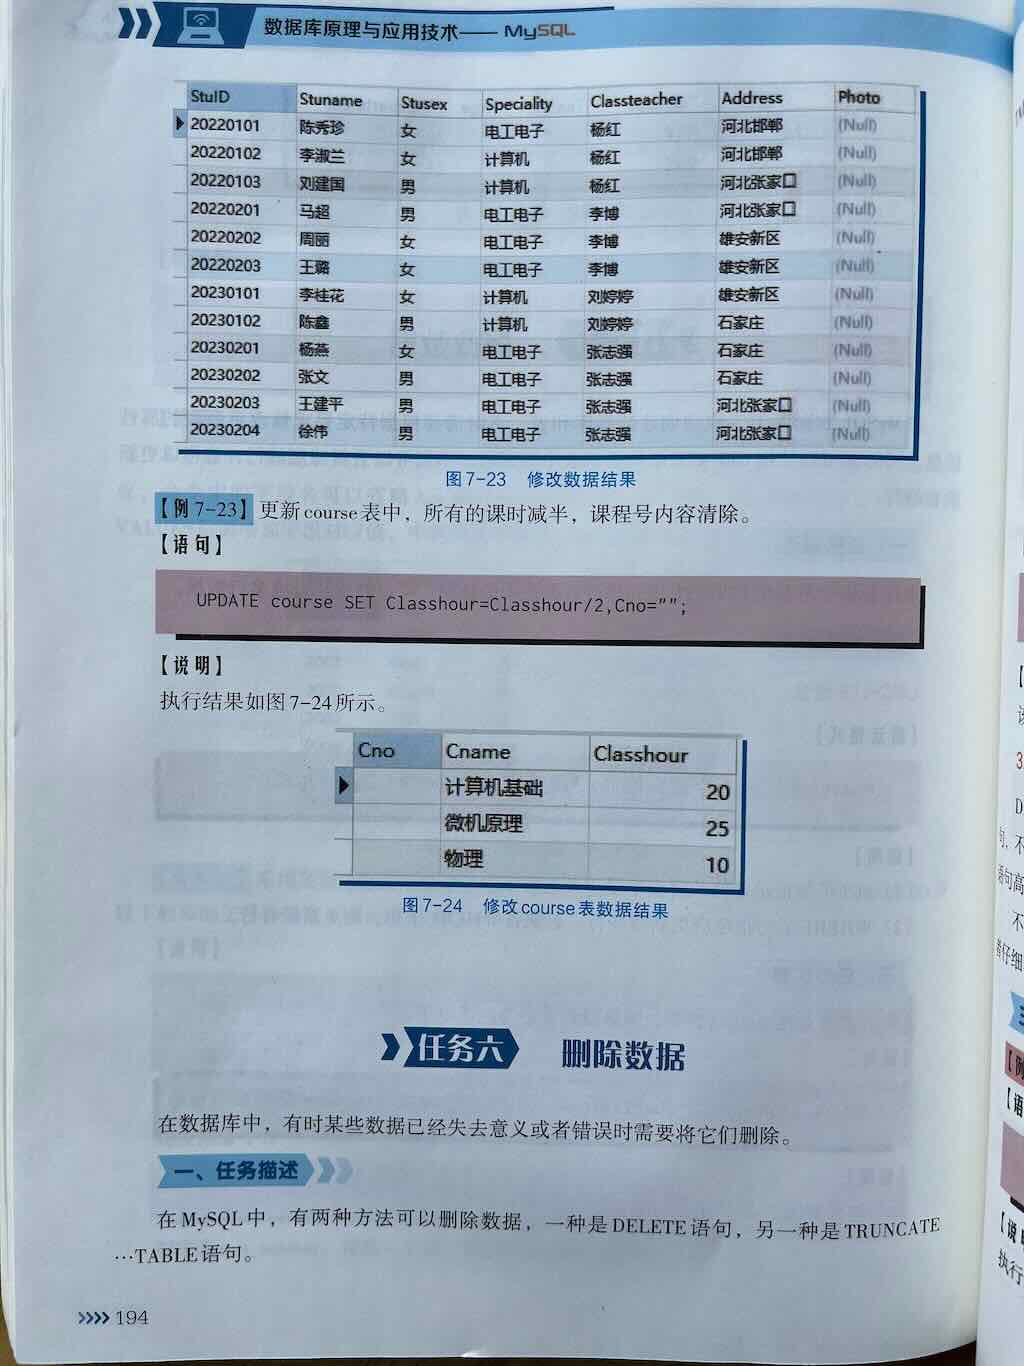 数据库原理与应用技术—— MySQL
StuID Stuname Stusex Speciality Classteacher Address Photo
20220101 陈秀珍 女 电工电子 杨红 河北邯郸 (Null)
20220102 李淑兰 女 计算机 杨红 河北邯郸 (Null)
20220103 刘建国 男 计算机 杨红 河北张家口 (Null)
20220201 马超 男 电工电子 李博 河北张家口 (Null)
20220202 周丽 女 电工电子 李博 雄安新区 (Null)
20220203 王璐 女 电工电子 李博 雄安新区 (Null)
20230101 李桂花 女 计算机 刘婷婷 雄安新区 (Null)
20230102 陈鑫 男 计算机 刘婷婷 石家庄 (Null)
20230201 杨燕 女 电工电子 张志强 石家庄 (Null)
20230202 张文 男 电工电子 张志强 石家庄 (Null)
20230203 王建平 男 电工电子 张志强 河北张家口 (Null)
20230204 徐伟 男 电工电子 张志强 河北张家口 (Null)
图7-23 修改数据结果
【例 7-23】更新course表中，所有的课时减半，课程号内容清除。
【语句】
UPDATE course SET Classhour=Classhour/2,Cno="";
【说明】
执行结果如图7-24所示。
Cno Cname Classhour
计算机基础 20
微机原理 25
物理 10
图7-24 修改course表数据结果
任务六 删除数据
在数据库中，有时某些数据已经失去意义或者错误时需要将它们删除。
一、任务描述
在MySQL中，有两种方法可以删除数据，一种是DELETE语句，另一种是TRUNCATE
…TABLE语句。
194